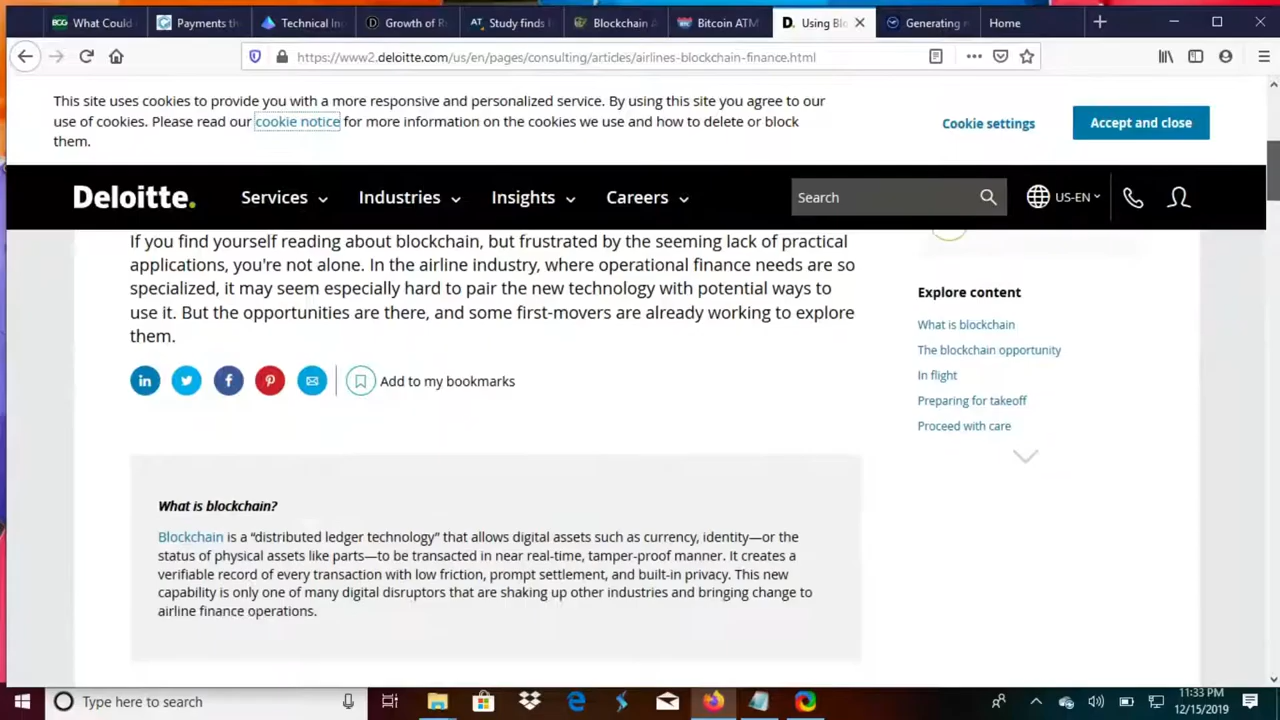 What Could
Payments th
Technical In
Growth of R
Study finds
Blockchain A
Bitcoin ATM
Using Blo
Generating r
Home
https://www2.deloitte.com/us/en/pages/consulting/articles/airlines-blockchain-finance.html
This site uses cookies to provide you with a more responsive and personalized service. By using this site you agree to our
use of cookies. Please read our cookie notice for more information on the cookies we use and how to delete or block
them.
Cookie settings
Accept and close
Deloitte.
Services
Industries
Insights
Careers
Search
US-EN
If you find yourself reading about blockchain, but frustrated by the seeming lack of practical
applications, you're not alone. In the airline industry, where operational finance needs are so
specialized, it may seem especially hard to pair the new technology with potential ways to
use it. But the opportunities are there, and some first-movers are already working to explore
them.
Add to my bookmarks
Explore content
What is blockchain
The blockchain opportunity
In flight
Preparing for takeoff
Proceed with care
What is blockchain?
Blockchain is a “distributed ledger technology” that allows digital assets such as currency, identity—or the
status of physical assets like parts—to be transacted in near real-time, tamper-proof manner. It creates a
verifiable record of every transaction with low friction, prompt settlement, and built-in privacy. This new
capability is only one of many digital disruptors that are shaking up other industries and bringing change to
airline finance operations.
Type here to search
11:33 PM
12/15/2019